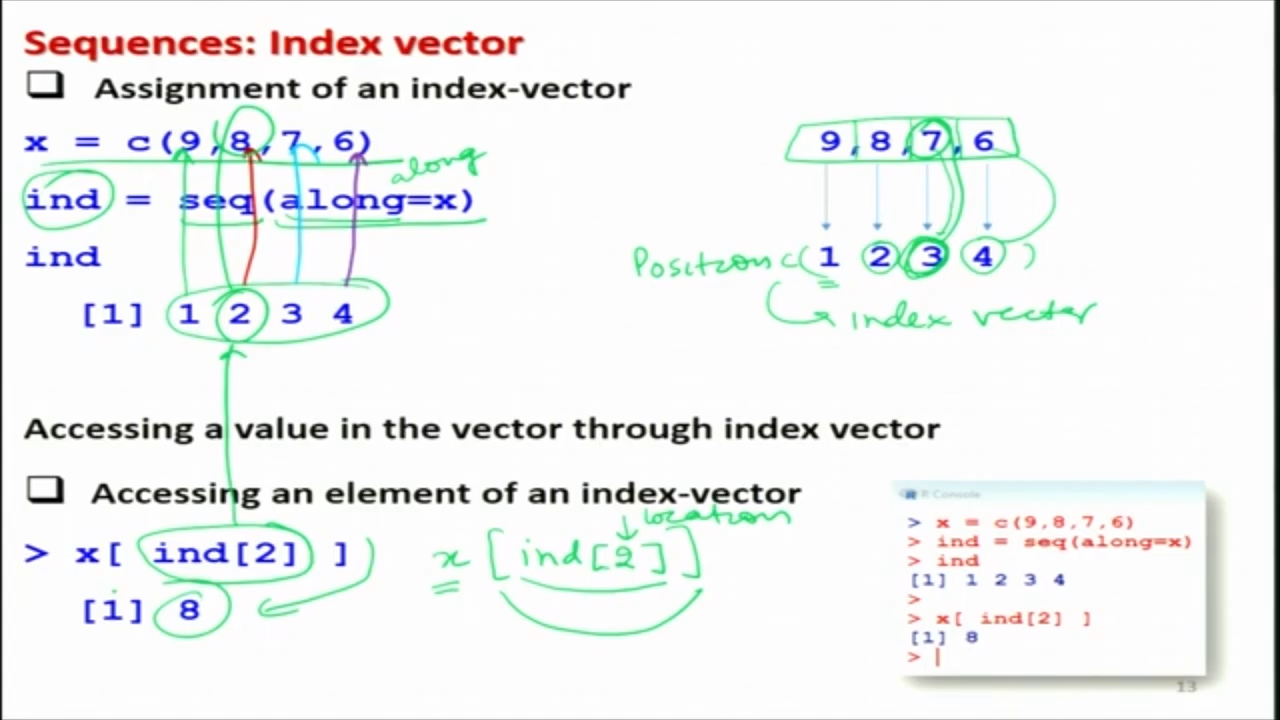 Sequences: Index vector
Assignment of an index-vector
x = c(9,8,7,6)
along
ind = seq(along=x)
ind
[1] 1 2 3 4
9,8,7,6
Position c( 1 2 3 4 )
index vector
Accessing a value in the vector through index vector
Accessing an element of an index-vector
location
> x[ ind[2] ]
[1] 8
x [ind[2]]
R Console
> x = c(9,8,7,6)
> ind = seq(along=x)
> ind
[1] 1 2 3 4
>
> x[ ind[2] ]
[1] 8
> |
13